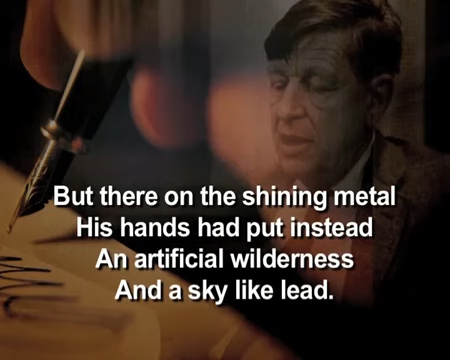 But there on the shining metal
His hands had put instead
An artificial wilderness
And a sky like lead.